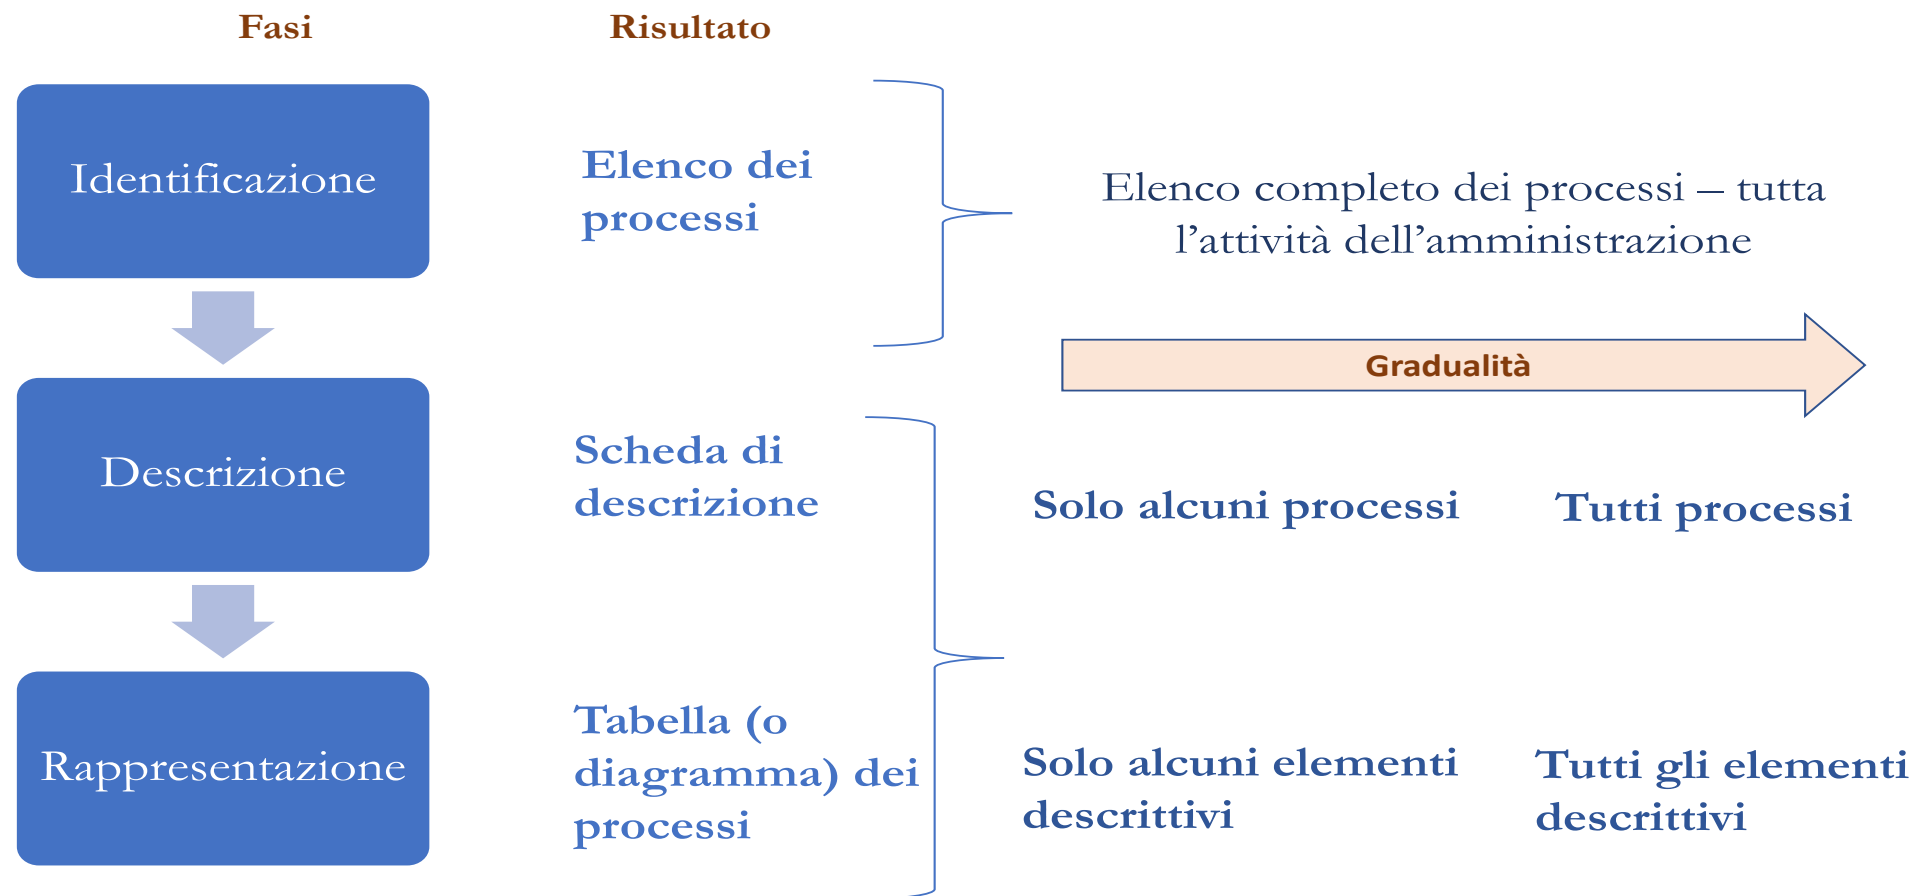 Fasi
Risultato
Identificazione
Elenco dei
processi
Elenco completo dei processi – tutta
l’attività dell’amministrazione
Gradualità
Descrizione
Scheda di
descrizione
Solo alcuni processi
Tutti processi
Rappresentazione
Tabella (o
diagramma) dei
processi
Solo alcuni elementi
descrittivi
Tutti gli elementi
descrittivi